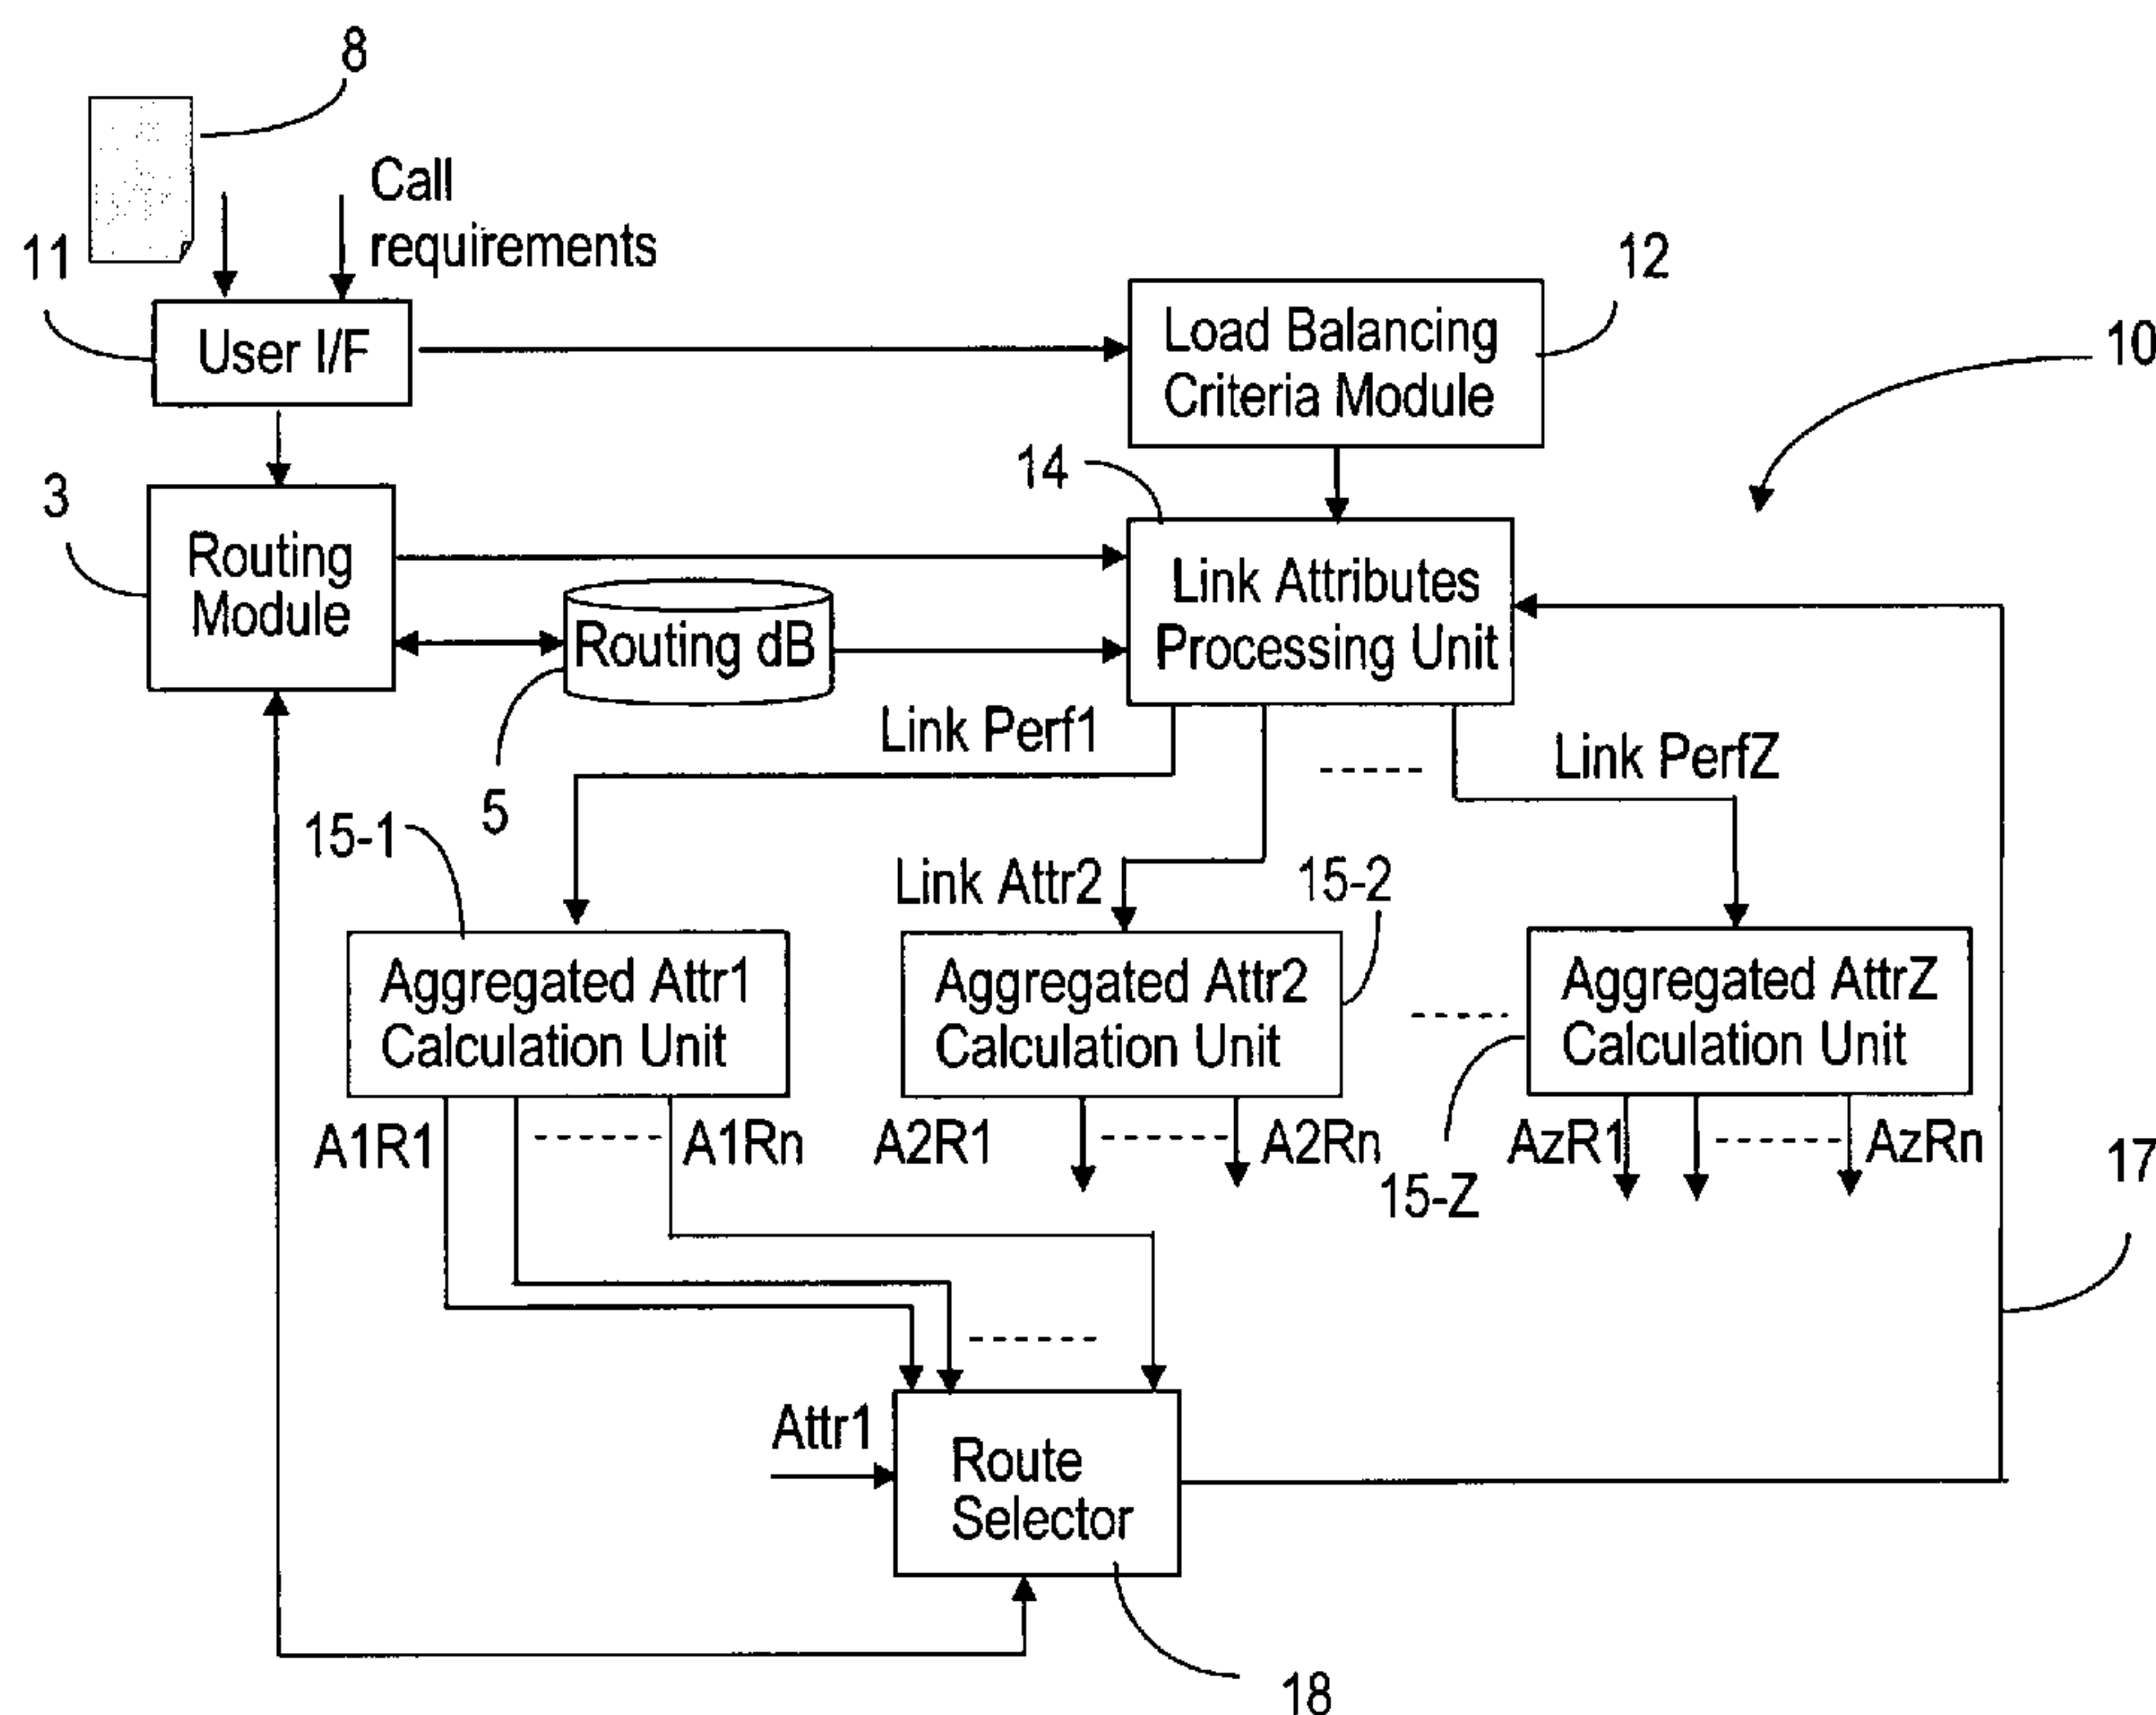 8
Call
requirements
11
12
User I/F
Load Balancing
Criteria Module
10
14
3
Routing
Module
Link Attributes
Processing Unit
Routing dB
Link Perf1
Link PerfZ
5
15-1
Link Attr2
15-2
Aggregated Attr1
Calculation Unit
Aggregated Attr2
Calculation Unit
Aggregated AttrZ
Calculation Unit
A1R1
A1Rn
A2R1
A2Rn
AzR1
AzRn
17
15-Z
Attr1
Route
Selector
18